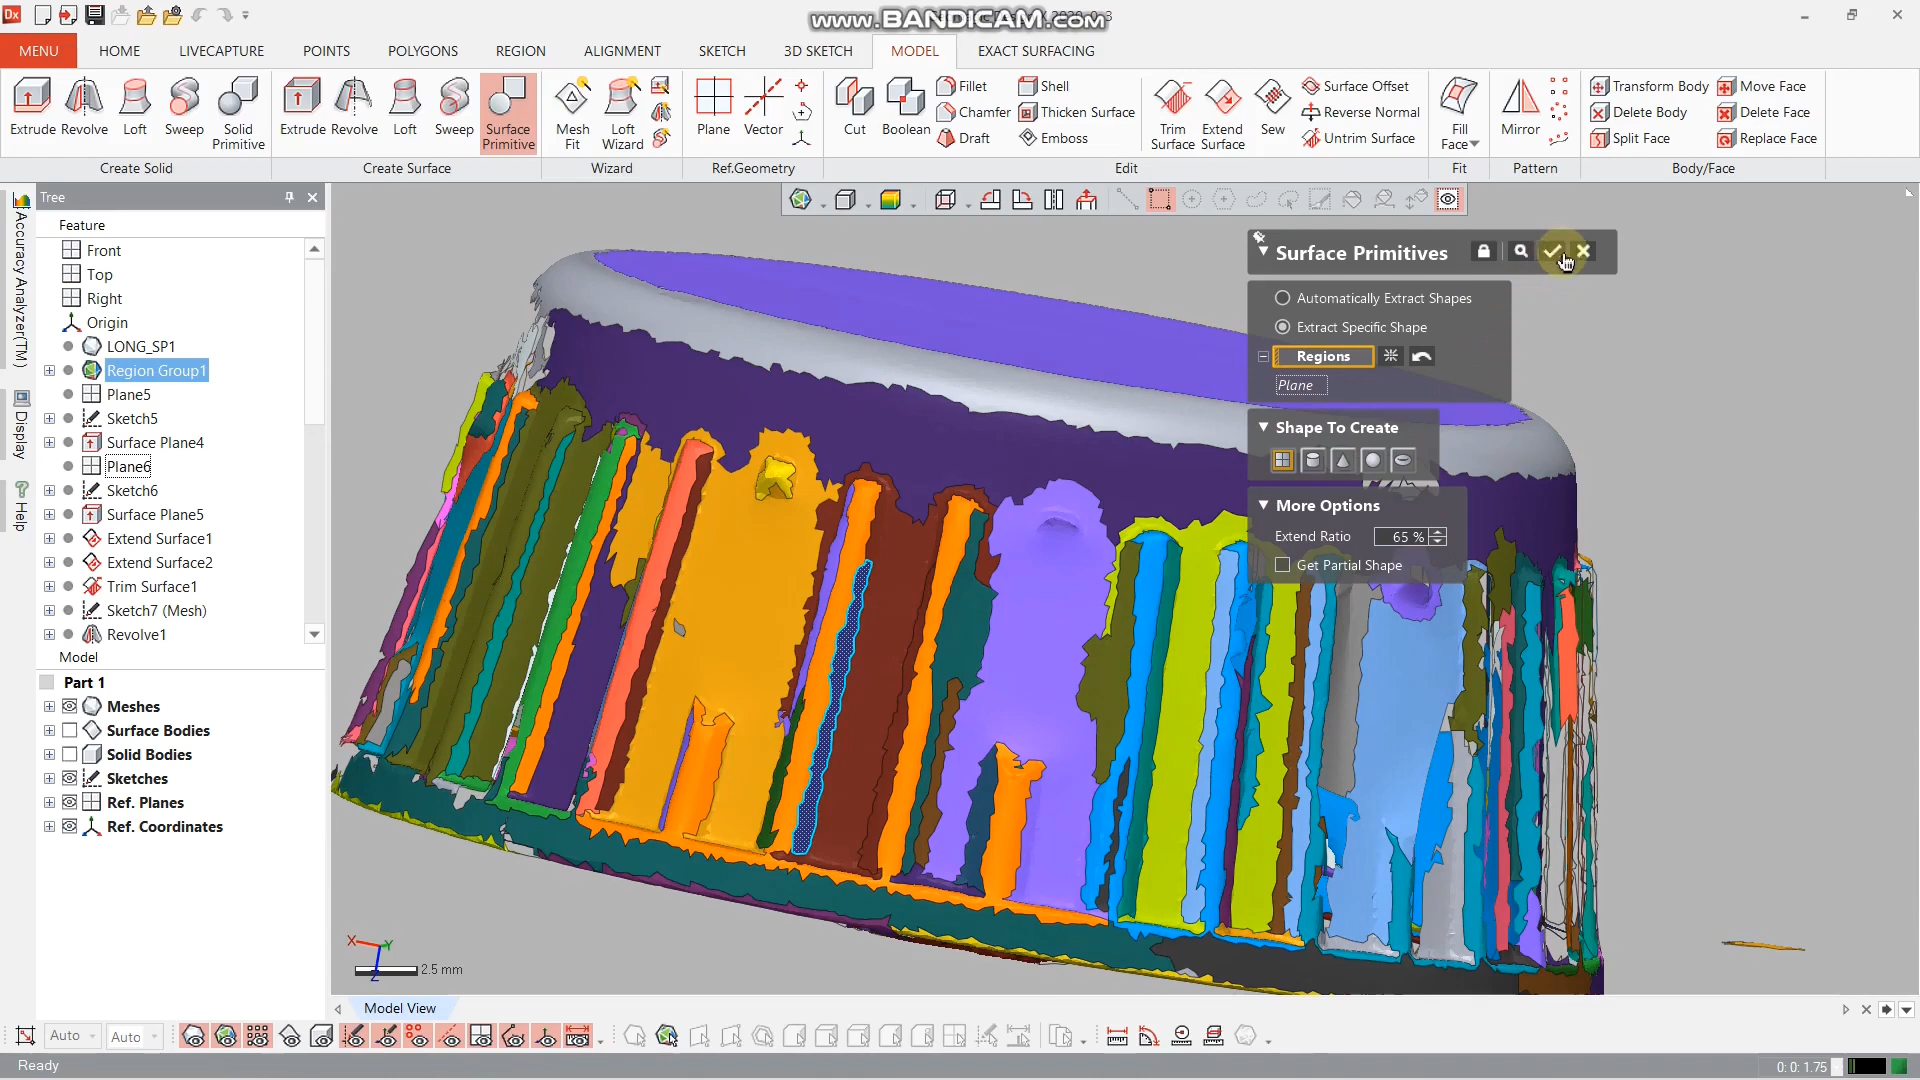 Dx
www.BANDICAM.com
MENU HOME LIVECAPTURE POINTS POLYGONS REGION ALIGNMENT SKETCH 3D SKETCH MODEL EXACT SURFACING
Extrude Revolve Loft Sweep Solid Primitive
Create Solid
Extrude Revolve Loft Sweep Surface Primitive
Create Surface
Mesh Fit Loft Wizard
Wizard
Plane Vector
Ref.Geometry
Cut Boolean Fillet Chamfer Draft Shell Thicken Surface Emboss Trim Surface Extend Surface Sew Surface Offset Reverse Normal Untrim Surface
Edit
Fill Face
Fit
Mirror
Pattern
Transform Body Move Face
Delete Body Delete Face
Split Face Replace Face
Body/Face
Accuracy Analyzer(TM)
Display
Help
Tree
Feature
Front
Top
Right
Origin
LONG_SP1
Region Group1
Plane5
Sketch5
Surface Plane4
Plane6
Sketch6
Surface Plane5
Extend Surface1
Extend Surface2
Trim Surface1
Sketch7 (Mesh)
Revolve1
Model
Part 1
Meshes
Surface Bodies
Solid Bodies
Sketches
Ref. Planes
Ref. Coordinates
Surface Primitives
Automatically Extract Shapes
Extract Specific Shape
Regions
Plane
Shape To Create
More Options
Extend Ratio 65 %
Get Partial Shape
X Y
Z
2.5 mm
Model View
Auto Auto
Ready
0: 0: 1.75